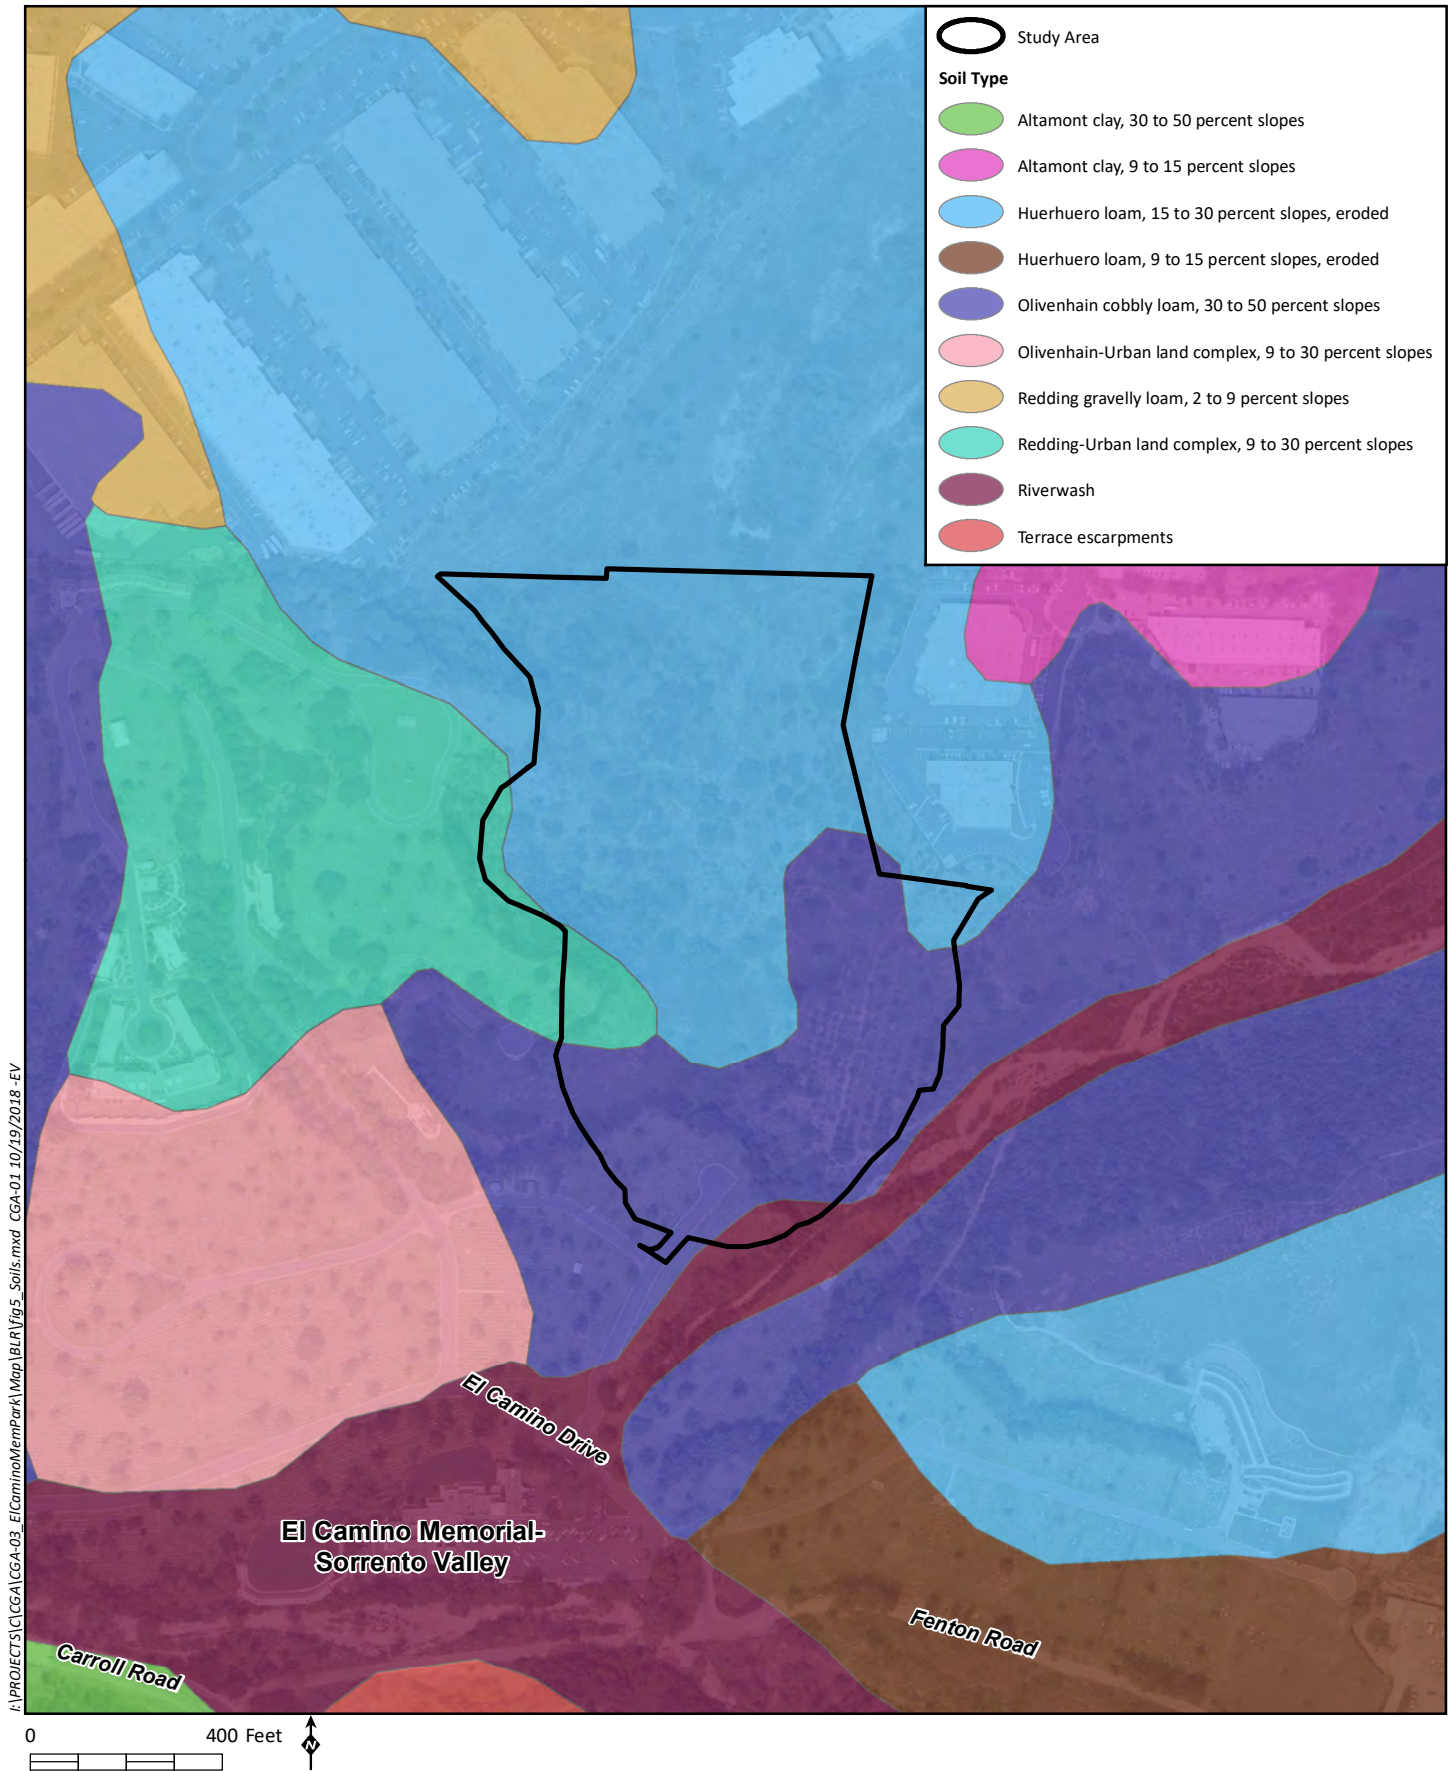 Study Area
Soil Type
Altamont clay, 30 to 50 percent slopes
Altamont clay, 9 to 15 percent slopes
Huerhuero loam, 15 to 30 percent slopes, eroded
Huerhuero loam, 9 to 15 percent slopes, eroded
Olivenhain cobbly loam, 30 to 50 percent slopes
Olivenhain-Urban land complex, 9 to 30 percent slopes
Redding gravelly loam, 2 to 9 percent slopes
Redding-Urban land complex, 9 to 30 percent slopes
Riverwash
Terrace escarpments
El Camino Drive
El Camino Memorial-
Sorrento Valley
Fenton Road
Carroll Road
I:\PROJECTS\C\CGA\CGA-03_ElCaminoMemPark\Map\BLR\fig5_Soils.mxd CGA-01 10/19/2018 -EV
0 400 Feet
N